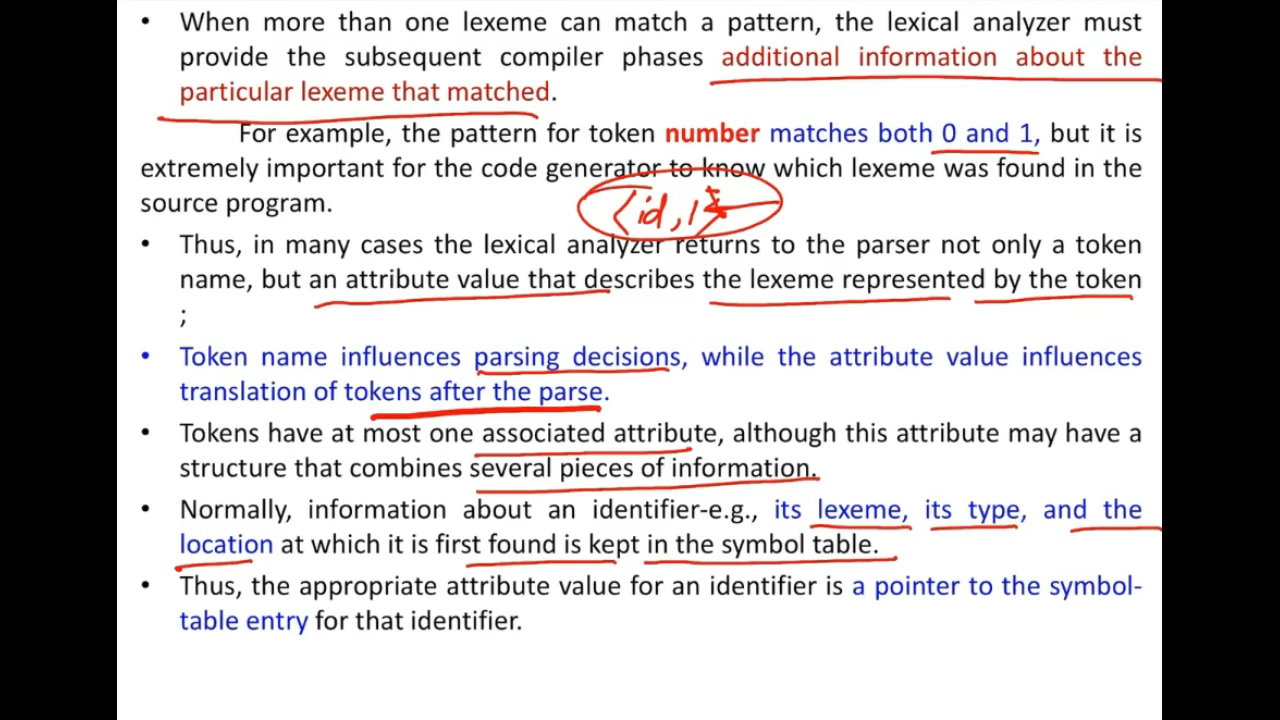 • When more than one lexeme can match a pattern, the lexical analyzer must
provide the subsequent compiler phases additional information about the
particular lexeme that matched.
For example, the pattern for token number matches both 0 and 1, but it is
extremely important for the code generator to know which lexeme was found in the
source program.
<id, 1>
• Thus, in many cases the lexical analyzer returns to the parser not only a token
name, but an attribute value that describes the lexeme represented by the token
;
• Token name influences parsing decisions, while the attribute value influences
translation of tokens after the parse.
• Tokens have at most one associated attribute, although this attribute may have a
structure that combines several pieces of information.
• Normally, information about an identifier-e.g., its lexeme, its type, and the
location at which it is first found is kept in the symbol table.
• Thus, the appropriate attribute value for an identifier is a pointer to the symbol-
table entry for that identifier.